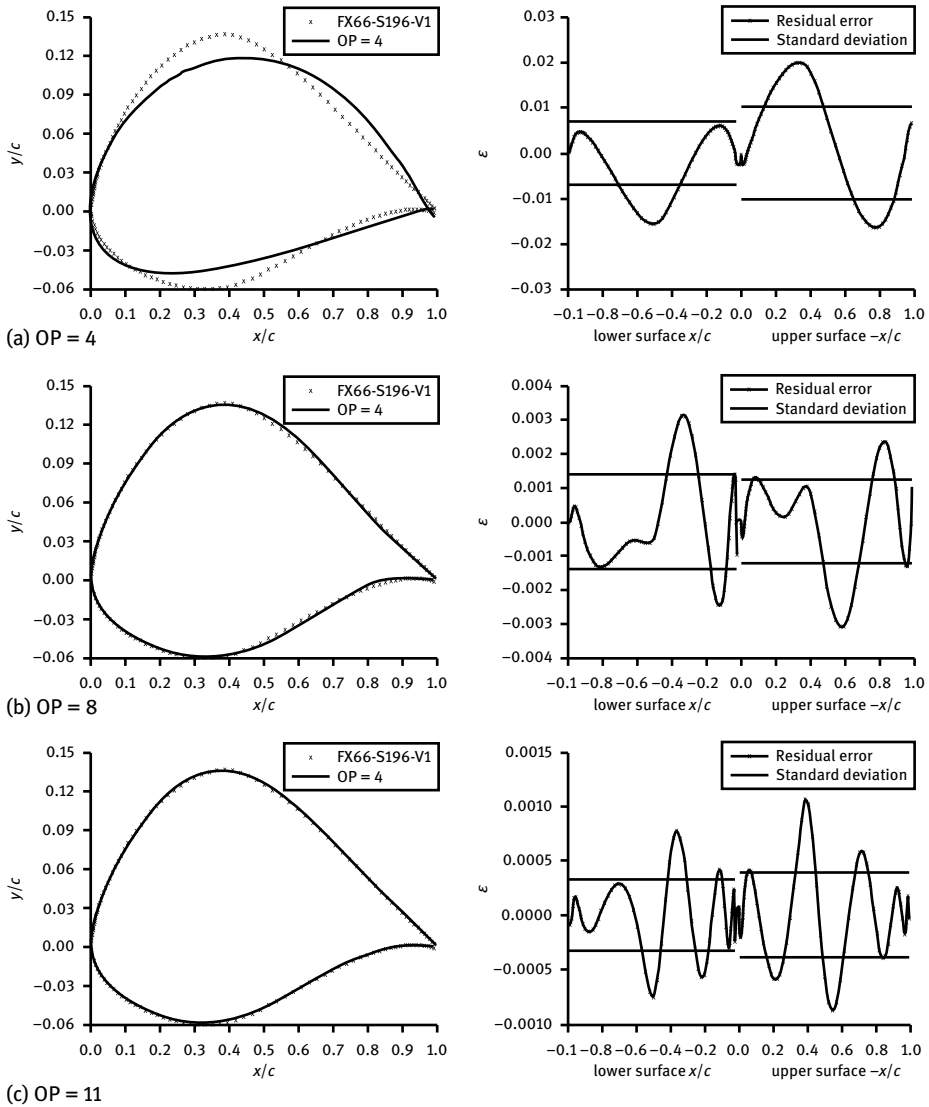 0.15
0.12
0.09
0.06
0.03
0.00
−0.03
−0.06
y/c
FX66-S196-V1
OP = 4
0.0 0.1 0.2 0.3 0.4 0.5 0.6 0.7 0.8 0.9 1.0
x/c
0.03
0.02
0.01
0.00
−0.01
−0.02
−0.03
ε
Residual error
Standard deviation
−0.1 −0.8 −0.6 −0.4 −0.2 0.0 0.2 0.4 0.6 0.8 1.0
lower surface x/c upper surface −x/c
(a) OP = 4
0.15
0.12
0.09
0.06
0.03
0.00
−0.03
−0.06
y/c
FX66-S196-V1
OP = 4
0.0 0.1 0.2 0.3 0.4 0.5 0.6 0.7 0.8 0.9 1.0
x/c
0.004
0.003
0.002
0.001
0.000
−0.001
−0.002
−0.003
−0.004
ε
Residual error
Standard deviation
−0.1 −0.8 −0.6 −0.4 −0.2 0.0 0.2 0.4 0.6 0.8 1.0
lower surface x/c upper surface −x/c
(b) OP = 8
0.15
0.12
0.09
0.06
0.03
0.00
−0.03
−0.06
y/c
FX66-S196-V1
OP = 4
0.0 0.1 0.2 0.3 0.4 0.5 0.6 0.7 0.8 0.9 1.0
x/c
0.0015
0.0010
0.0005
0.0000
−0.0005
−0.0010
ε
Residual error
Standard deviation
−0.1 −0.8 −0.6 −0.4 −0.2 0.0 0.2 0.4 0.6 0.8 1.0
lower surface x/c upper surface −x/c
(c) OP = 11